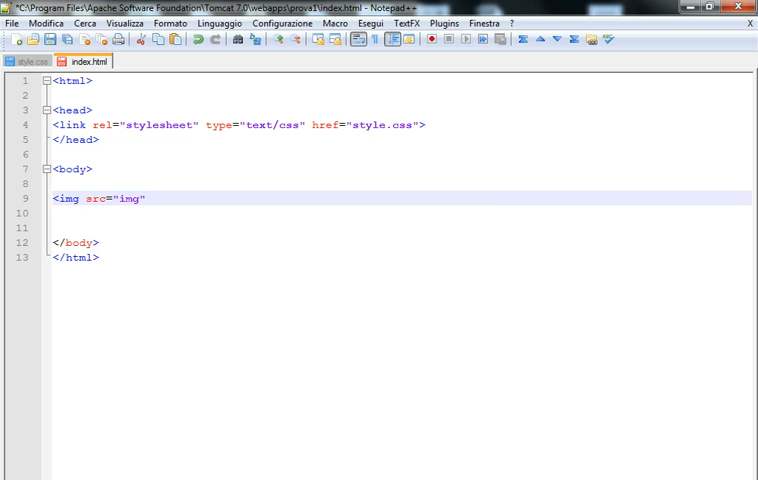 *C:\Program Files\Apache Software Foundation\Tomcat 7.0\webapps\prova1\index.html - Notepad++
File Modifica Cerca Visualizza Formato Linguaggio Configurazione Macro Esegui TextFX Plugins Finestra ? X
style.css index.html
1 <html>
2
3 <head>
4 <link rel="stylesheet" type="text/css" href="style.css">
5 </head>
6
7 <body>
8
9 <img src="img"
10
11
12 </body>
13 </html>